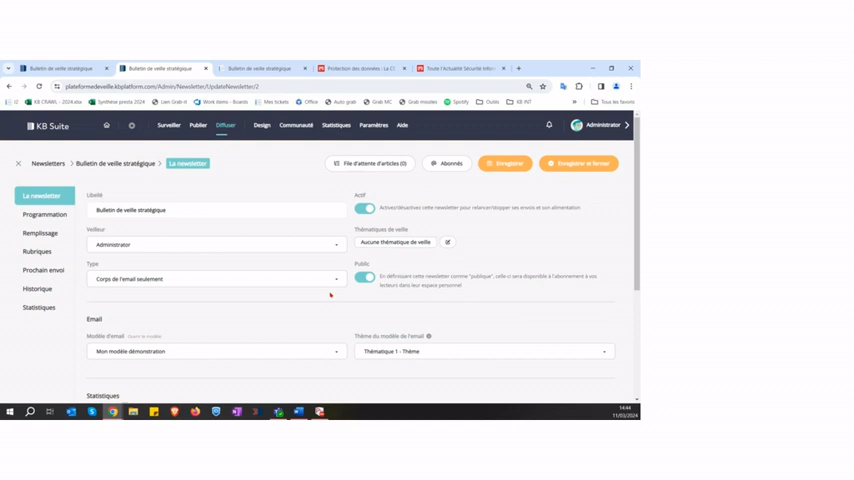 Bulletin de veille stratégique
Bulletin de veille stratégique
Bulletin de veille stratégique
Protection des données : La C
Toute l'Actualité Sécurité Infor
plateformedeveille.kbplatform.com/Admin/Newsletter/UpdateNewsletter/2
KB CRAWL - 2024.xlsx
Synthèse presta 2024
Lien Grab-it
Work items - Boards
Mes tickets
Office
Auto grab
Grab MC
Grab missiles
Spotify
Outils
KB INT
Tous les favoris
KB Suite
Surveiller
Publier
Diffuser
Design
Communauté
Statistiques
Paramètres
Aide
Administrator
Newsletters
Bulletin de veille stratégique
La newsletter
File d'attente d'articles (0)
Abonnés
Enregistrer
Enregistrer et fermer
La newsletter
Programmation
Remplissage
Rubriques
Prochain envoi
Historique
Statistiques
Libellé
Bulletin de veille stratégique
Actif
Activez/désactivez cette newsletter pour relancer/stopper ses envois et son alimentation
Veilleur
Administrator
Thématiques de veille
Aucune thématique de veille
Type
Corps de l'email seulement
Public
En définissant cette newsletter comme "publique", celle-ci sera disponible à l'abonnement à vos
lecteurs dans leur espace personnel
Email
Modèle d'email Ouvrir le modèle
Mon modèle démonstration
Thème du modèle de l'email
Thématique 1 - Thème
Statistiques
14:44
11/03/2024